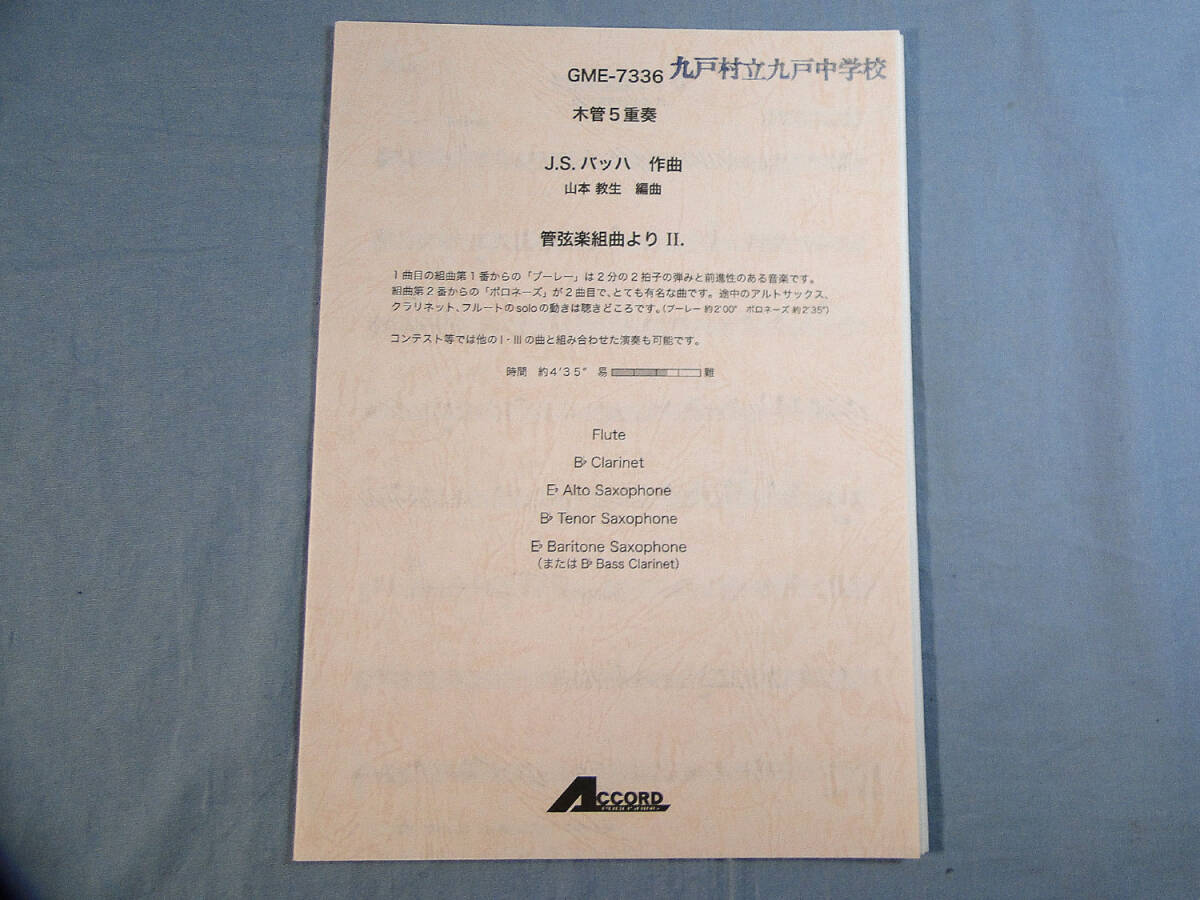 GME-7336 九戸村立九戸中学校
木管5重奏
J.S. バッハ 作曲
山本 教生 編曲
管弦楽組曲より II.
1曲目の組曲第1番からの「ブーレー」は2分の2拍子の弾みと前進性のある音楽です。
組曲第2番からの「ポロネーズ」が2曲目で、とても有名な曲です。途中のアルトサックス、
クラリネット、フルートのsoloの動きは聴きどころです。(ブーレー 約2'00" ポロネーズ 約2'35")
コンテスト等では他のI-IIIの曲と組み合わせた演奏も可能です。
時間 約4'35" 易 難
Flute
B♭ Clarinet
E♭ Alto Saxophone
B♭ Tenor Saxophone
E♭ Baritone Saxophone
(または B♭ Bass Clarinet)
ACCORD